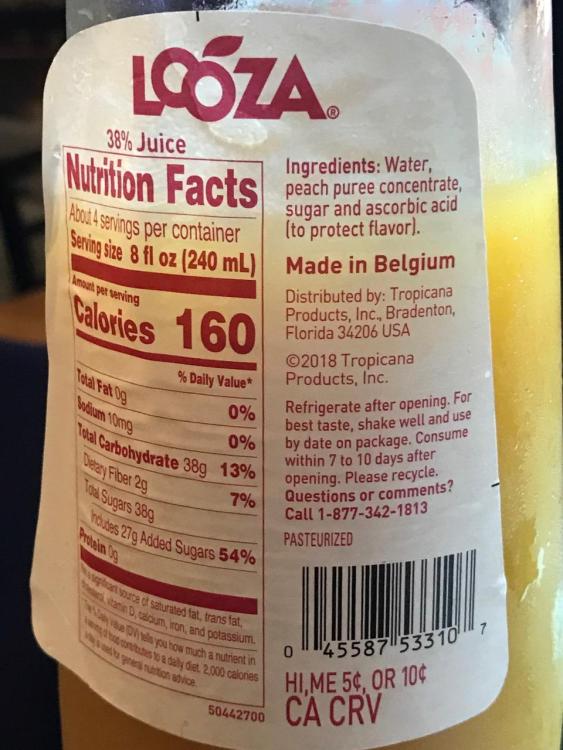 LOOZA®
38% Juice
Nutrition Facts
About 4 servings per container
Serving size 8 fl oz (240 mL)
Amount per serving
Calories 160
% Daily Value*
Total Fat 0g 0%
Sodium 10mg 0%
Total Carbohydrate 38g 13%
Dietary Fiber 2g 7%
Total Sugars 38g
Includes 27g Added Sugars 54%
Protein 0g
a significant source of saturated fat, trans fat,
vitamin D, calcium, iron, and potassium.
Daily Value (DV) tells you how much a nutrient in
serving of food contributes to a daily diet. 2,000 calories
a day is used for general nutrition advice.
50442700
Ingredients: Water,
peach puree concentrate,
sugar and ascorbic acid
(to protect flavor).
Made in Belgium
Distributed by: Tropicana
Products, Inc., Bradenton,
Florida 34206 USA
©2018 Tropicana
Products, Inc.
Refrigerate after opening. For
best taste, shake well and use
by date on package. Consume
within 7 to 10 days after
opening. Please recycle.
Questions or comments?
Call 1-877-342-1813
PASTEURIZED
0 45587 53310 7
HI,ME 5¢, OR 10¢
CA CRV